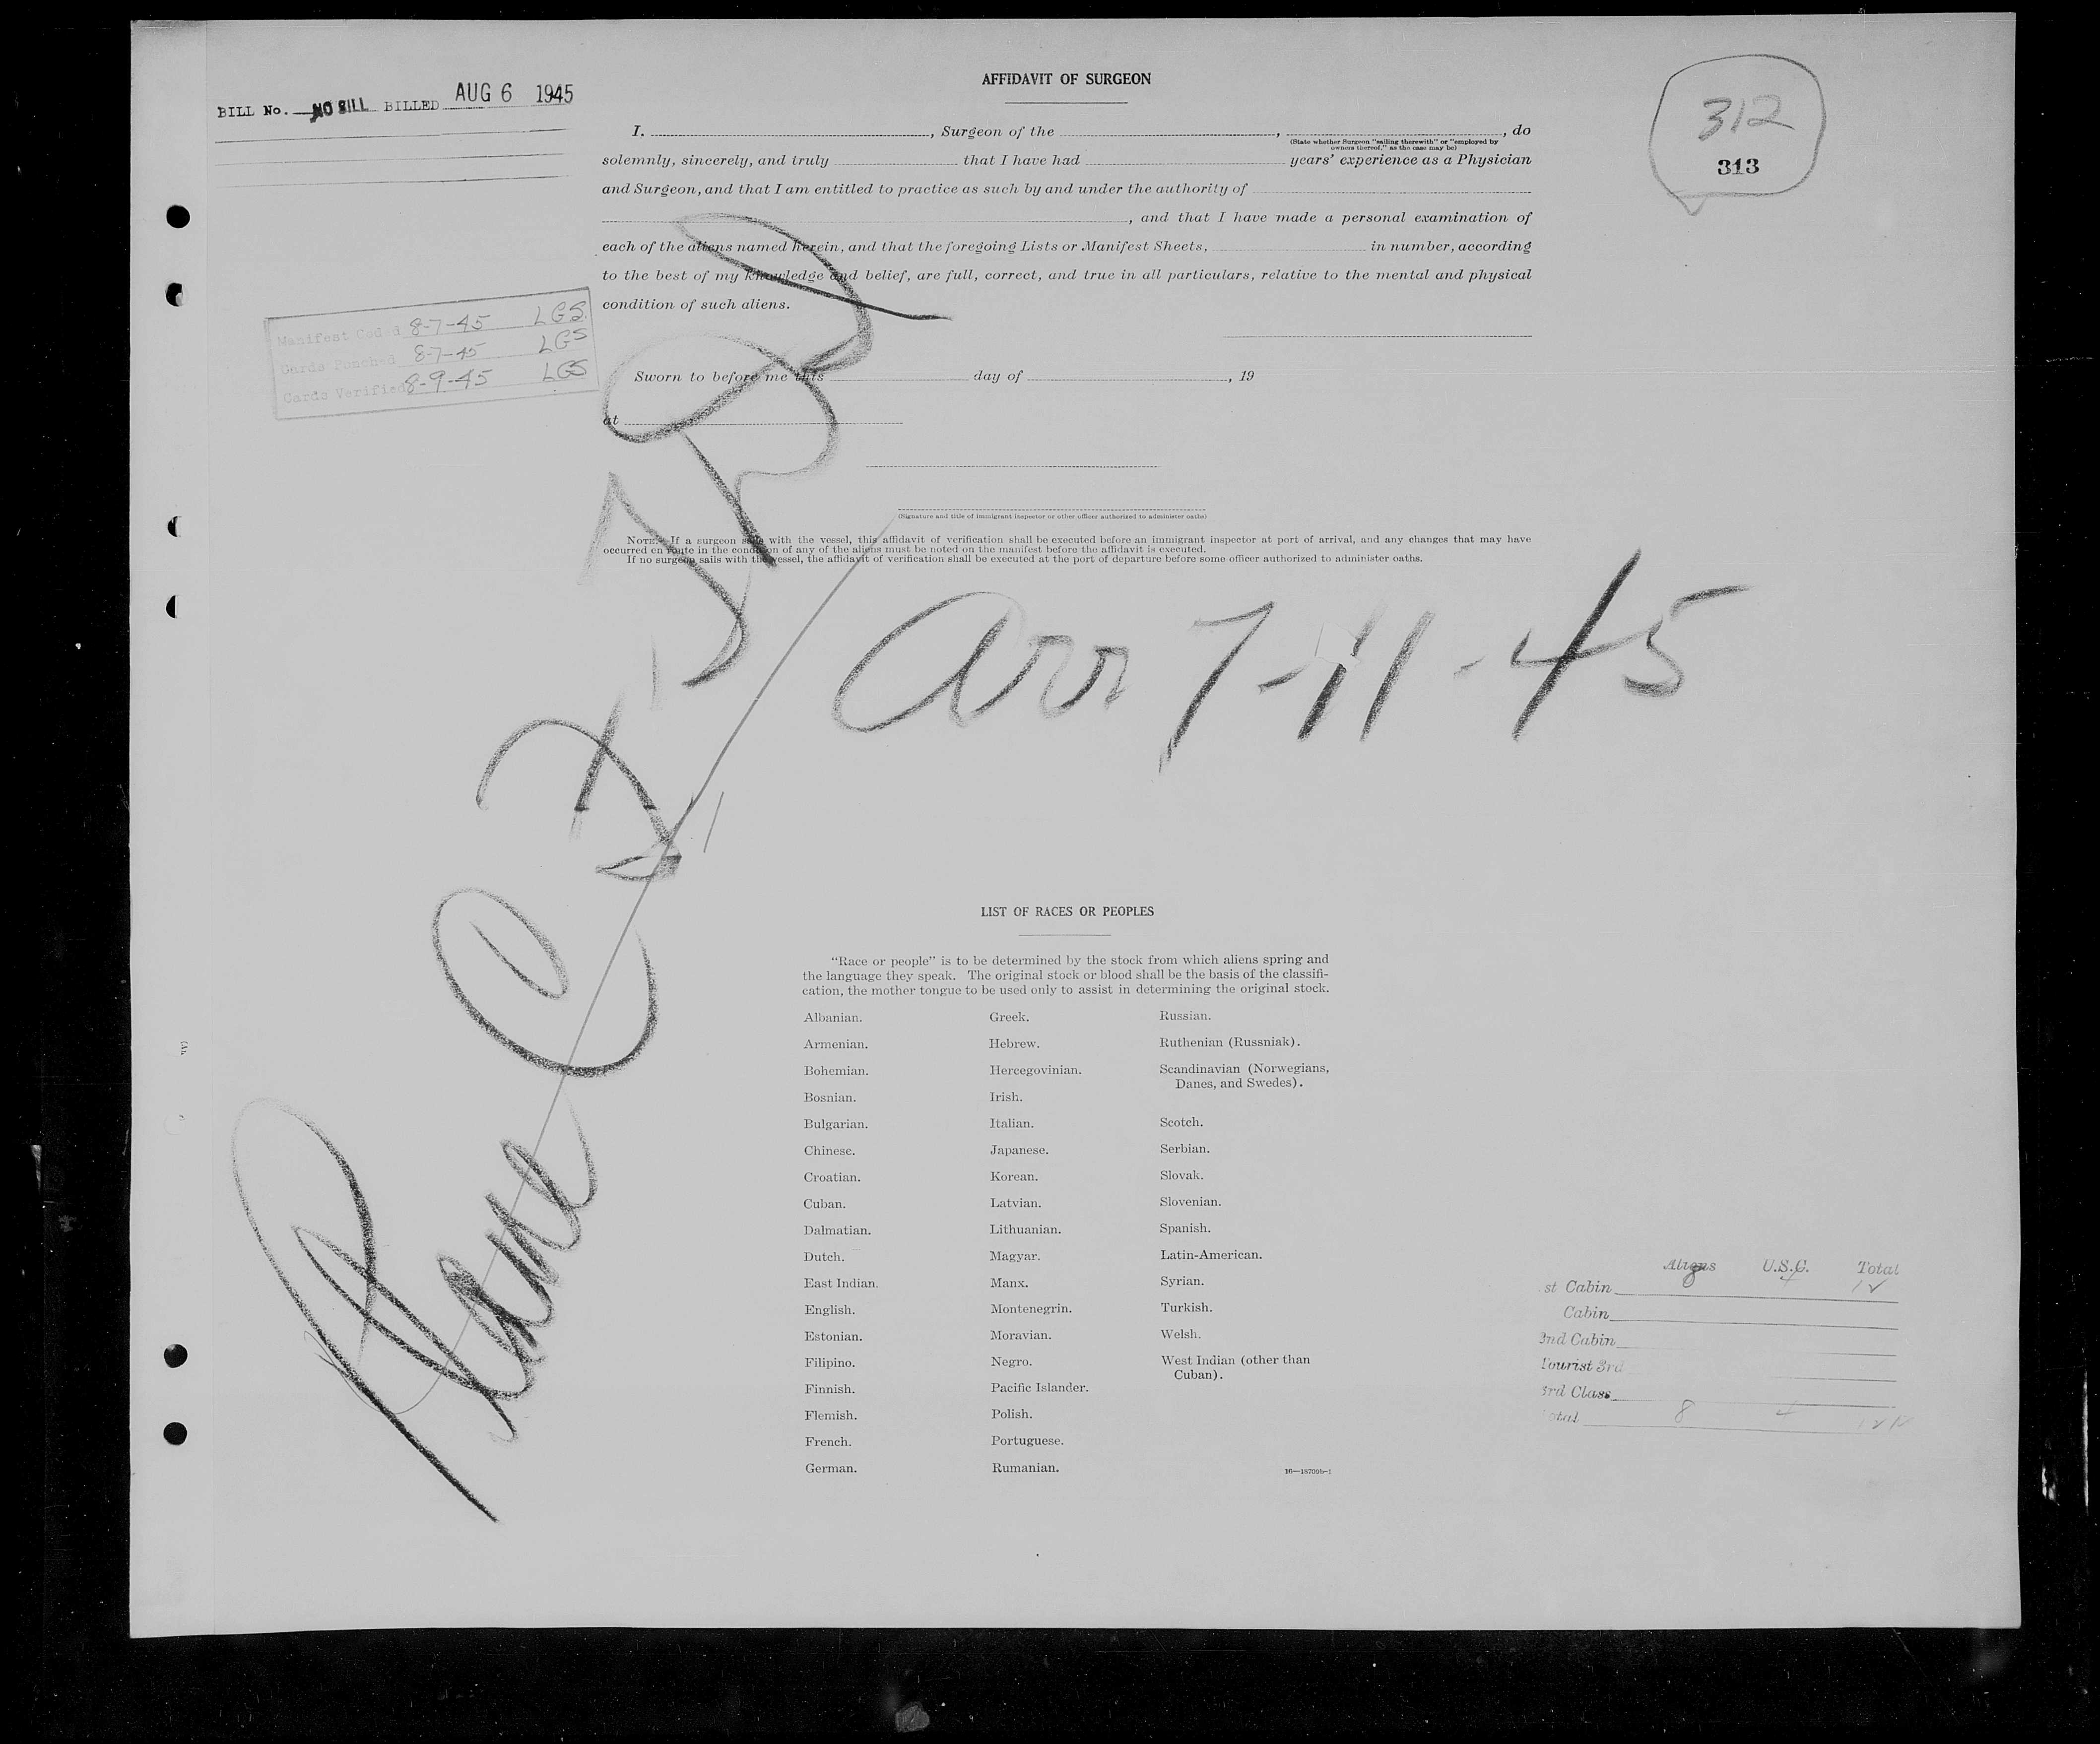 AFFIDAVIT OF SURGEON
BILL No. NO BILL BILLED AUG 6 1945
312
313
I. , Surgeon of the , , do
(State whether Surgeon "sailing therewith" or "employed by
owners thereof," as the case may be)
solemnly, sincerely, and truly that I have had years' experience as a Physician
and Surgeon, and that I am entitled to practice as such by and under the authority of
, and that I have made a personal examination of
each of the aliens named herein, and that the foregoing Lists or Manifest Sheets, in number, according
to the best of my knowledge and belief, are full, correct, and true in all particulars, relative to the mental and physical
condition of such aliens.
Manifest Coded 8-7-45 LGS
Cards Punched 8-7-45 LGS
Cards Verified 8-9-45 LGS
Sworn to before me this day of , 19
at
(Signature and title of immigrant inspector or other officer authorized to administer oaths)
NOTE.—If a surgeon sails with the vessel, this affidavit of verification shall be executed before an immigrant inspector at port of arrival, and any changes that may have
occurred en route in the condition of any of the aliens must be noted on the manifest before the affidavit is executed.
If no surgeon sails with the vessel, the affidavit of verification shall be executed at the port of departure before some officer authorized to administer oaths.
Arr 7-11-45
Plane
LIST OF RACES OR PEOPLES
"Race or people" is to be determined by the stock from which aliens spring and
the language they speak. The original stock or blood shall be the basis of the classifi-
cation, the mother tongue to be used only to assist in determining the original stock.
Albanian.
Armenian.
Bohemian.
Bosnian.
Bulgarian.
Chinese.
Croatian.
Cuban.
Dalmatian.
Dutch.
East Indian.
English.
Estonian.
Filipino.
Finnish.
Flemish.
French.
German.
Greek.
Hebrew.
Hercegovinian.
Irish.
Italian.
Japanese.
Korean.
Latvian.
Lithuanian.
Magyar.
Manx.
Montenegrin.
Moravian.
Negro.
Pacific Islander.
Polish.
Portuguese.
Rumanian.
Russian.
Ruthenian (Russniak).
Scandinavian (Norwegians,
Danes, and Swedes).
Scotch.
Serbian.
Slovak.
Slovenian.
Spanish.
Latin-American.
Syrian.
Turkish.
Welsh.
West Indian (other than
Cuban).
16—18709b-1
Aliens U.S.C. Total
st Cabin 8 4 12
Cabin
2nd Cabin
Tourist 3rd
3rd Class
Total 8 4 12